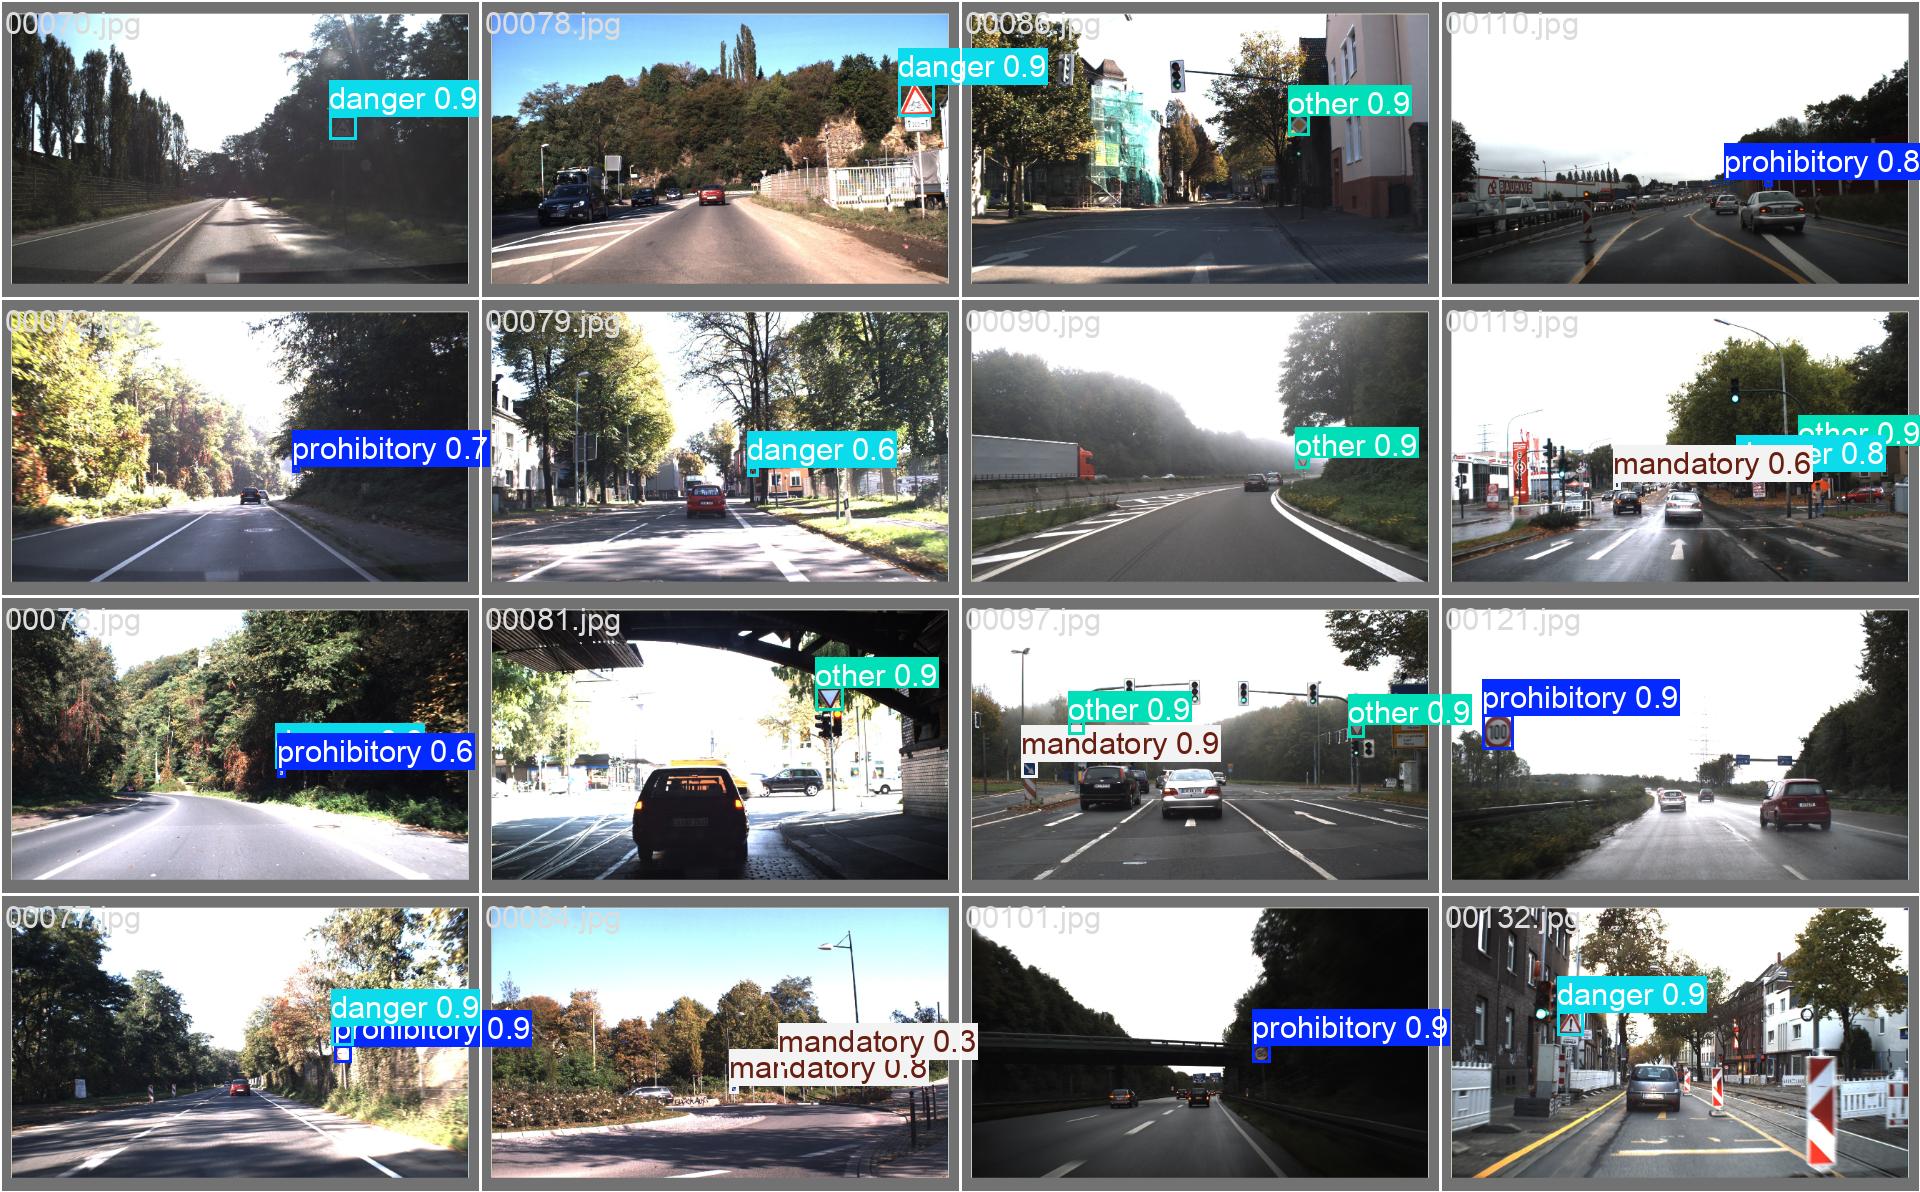 00070.jpg
danger 0.9
00078.jpg
danger 0.9
00086.jpg
other 0.9
00110.jpg
prohibitory 0.8
BAUHAUS
00072.jpg
prohibitory 0.7
00079.jpg
danger 0.6
00090.jpg
other 0.9
00119.jpg
other 0.9
er 0.8
mandatory 0.6
00076.jpg
prohibitory 0.6
00081.jpg
other 0.9
00097.jpg
other 0.9
other 0.9
mandatory 0.9
00121.jpg
prohibitory 0.9
100
00077.jpg
danger 0.9
prohibitory 0.9
00084.jpg
mandatory 0.3
mandatory 0.8
00101.jpg
prohibitory 0.9
00132.jpg
danger 0.9